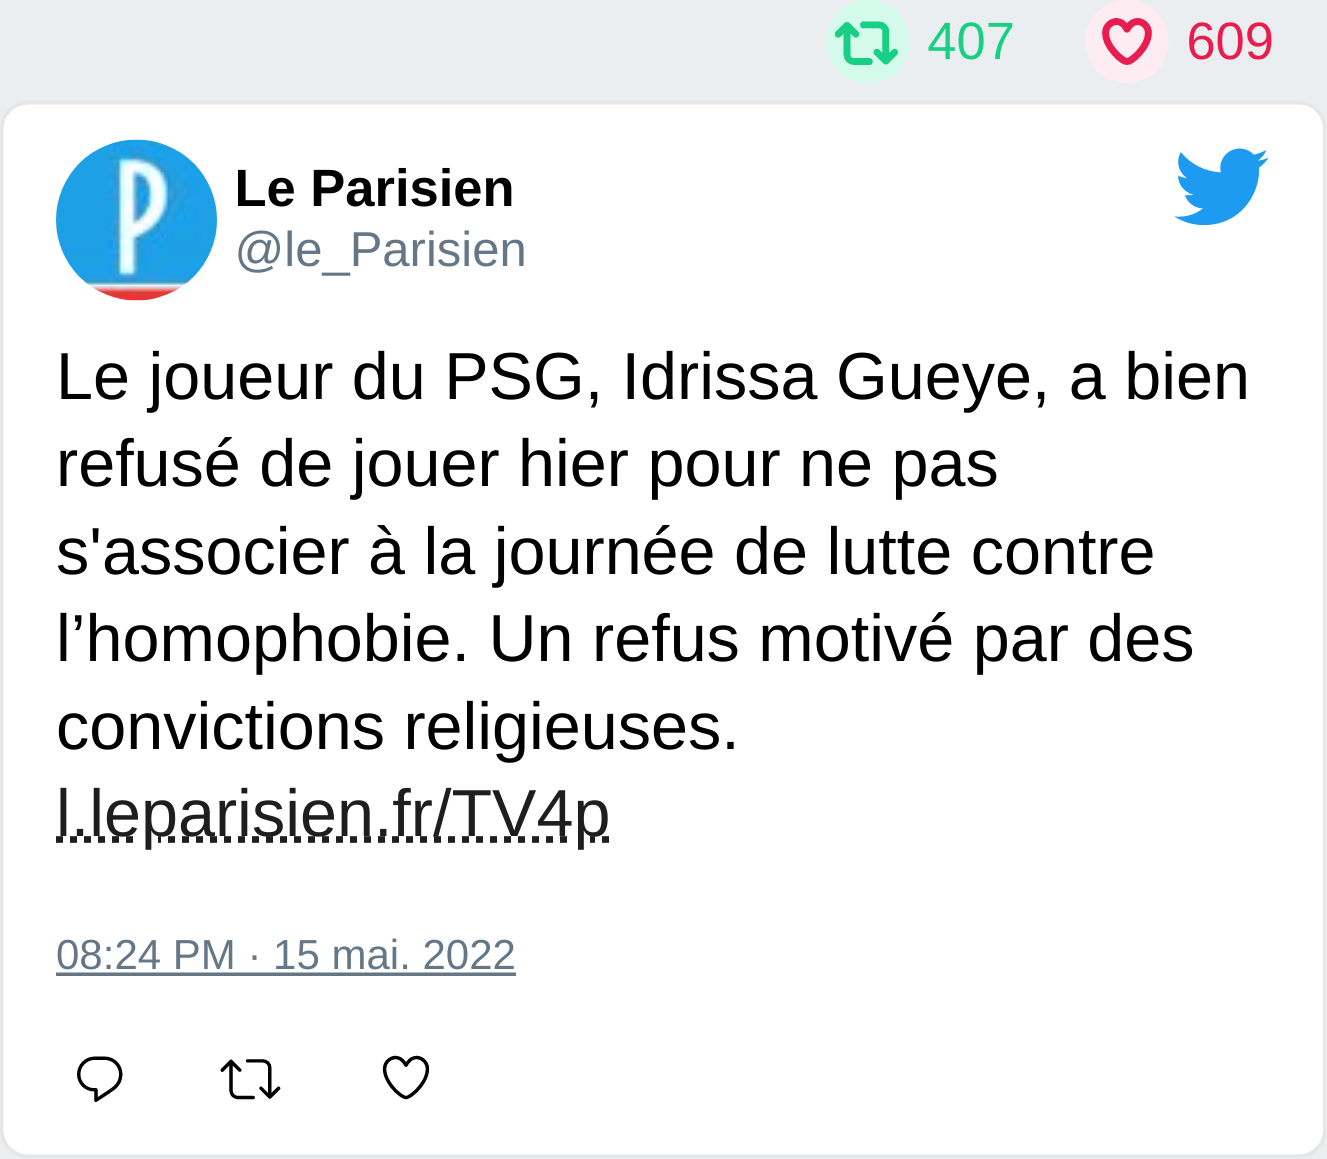 407 609
Le Parisien
@le_Parisien
Le joueur du PSG, Idrissa Gueye, a bien
refusé de jouer hier pour ne pas
s'associer à la journée de lutte contre
l’homophobie. Un refus motivé par des
convictions religieuses.
l.leparisien.fr/TV4p
08:24 PM · 15 mai. 2022